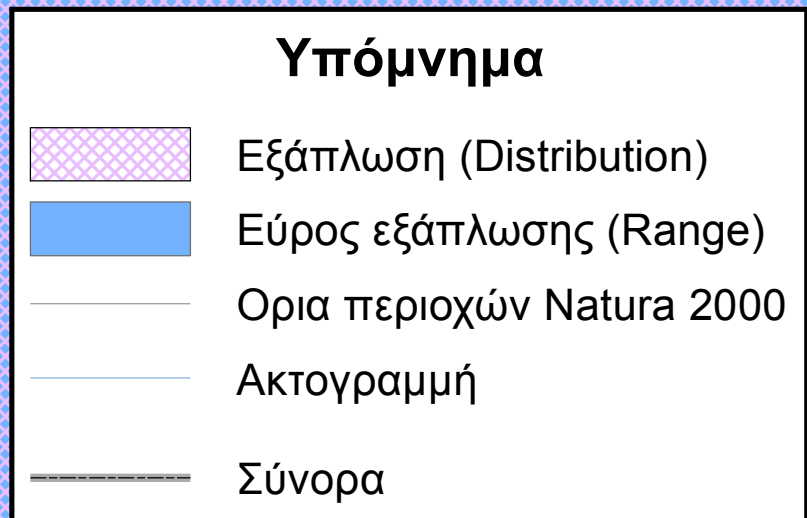 Υπόμνημα
Εξάπλωση (Distribution)
Εύρος εξάπλωσης (Range)
Ορια περιοχών Natura 2000
Ακτογραμμή
Σύνορα